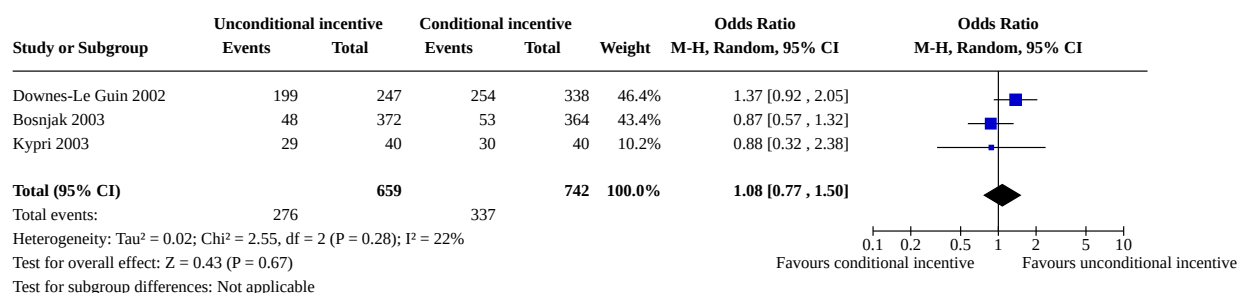 Unconditional incentive Conditional incentive Odds Ratio Odds Ratio
Study or Subgroup Events Total Events Total Weight M-H, Random, 95% CI M-H, Random, 95% CI
Downes-Le Guin 2002 199 247 254 338 46.4% 1.37 [0.92 , 2.05]
Bosnjak 2003 48 372 53 364 43.4% 0.87 [0.57 , 1.32]
Kypri 2003 29 40 30 40 10.2% 0.88 [0.32 , 2.38]
Total (95% CI) 659 742 100.0% 1.08 [0.77 , 1.50]
Total events: 276 337
Heterogeneity: Tau² = 0.02; Chi² = 2.55, df = 2 (P = 0.28); I² = 22% 0.1 0.2 0.5 1 2 5 10
Test for overall effect: Z = 0.43 (P = 0.67) Favours conditional incentive Favours unconditional incentive
Test for subgroup differences: Not applicable